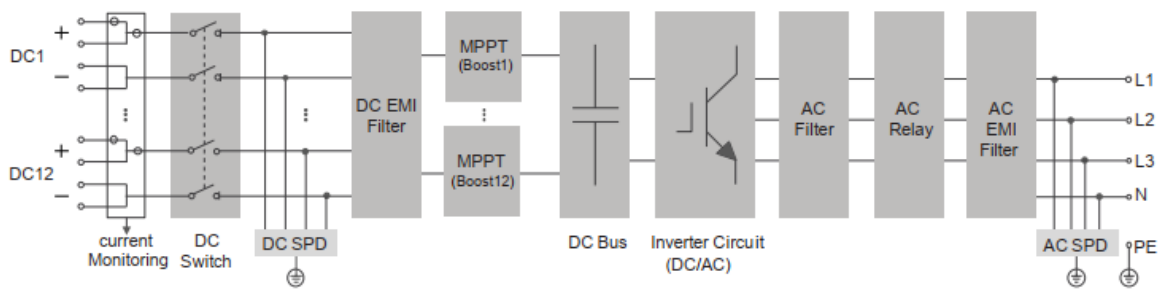 DC1
+
−
⋮
DC12
+
−
current
Monitoring
DC
Switch
DC SPD
⋮
DC EMI
Filter
MPPT
(Boost1)
⋮
MPPT
(Boost12)
DC Bus
Inverter Circuit
(DC/AC)
AC
Filter
AC
Relay
AC
EMI
Filter
L1
L2
L3
N
AC SPD
PE